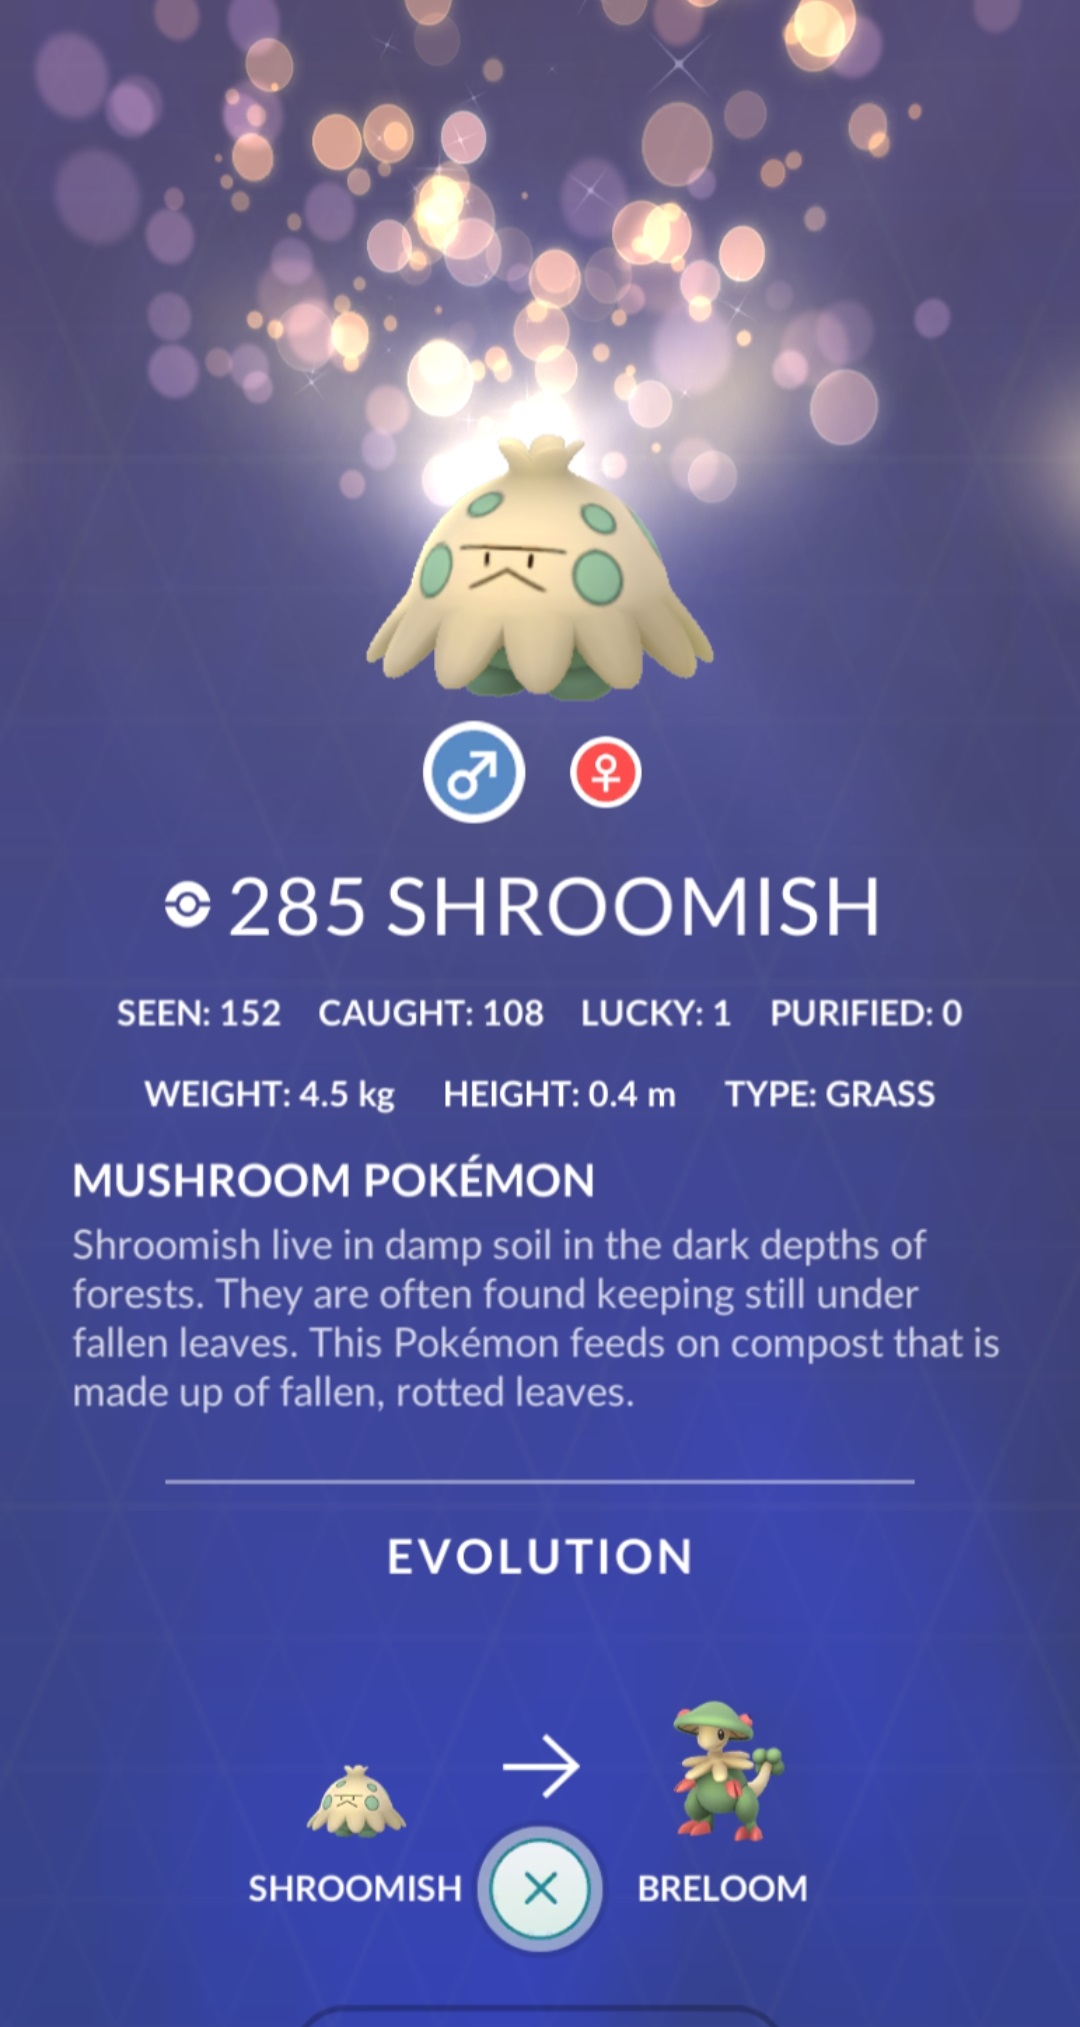 285 SHROOMISH
SEEN: 152 CAUGHT: 108 LUCKY: 1 PURIFIED: 0
WEIGHT: 4.5 kg HEIGHT: 0.4 m TYPE: GRASS
MUSHROOM POKÉMON
Shroomish live in damp soil in the dark depths of
forests. They are often found keeping still under
fallen leaves. This Pokémon feeds on compost that is
made up of fallen, rotted leaves.
EVOLUTION
SHROOMISH BRELOOM